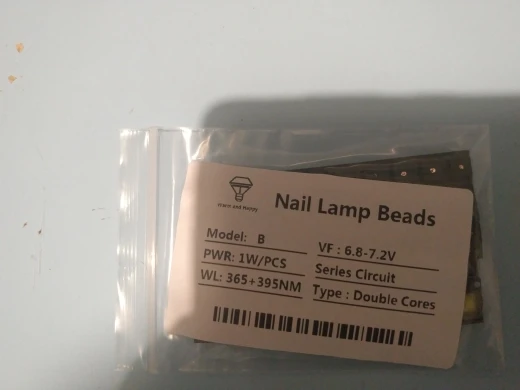 Nail Lamp Beads
Model: B
VF : 6.8-7.2V
PWR: 1W/PCS
Series Circuit
WL: 365+395NM
Type : Double Cores